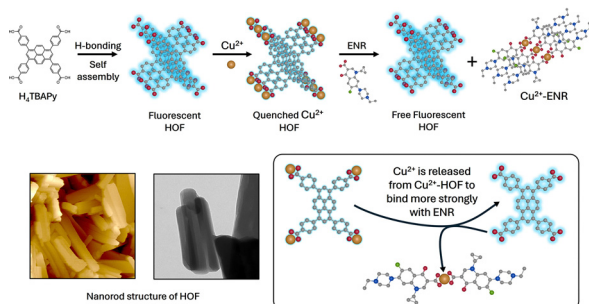 H-bonding
Self
assembly
Cu²⁺
ENR
H₄TBAPy
Fluorescent
HOF
Quenched Cu²⁺
HOF
Free Fluorescent
HOF
+
Cu²⁺-ENR
Nanorod structure of HOF
Cu²⁺ is released
from Cu²⁺-HOF to
bind more strongly
with ENR